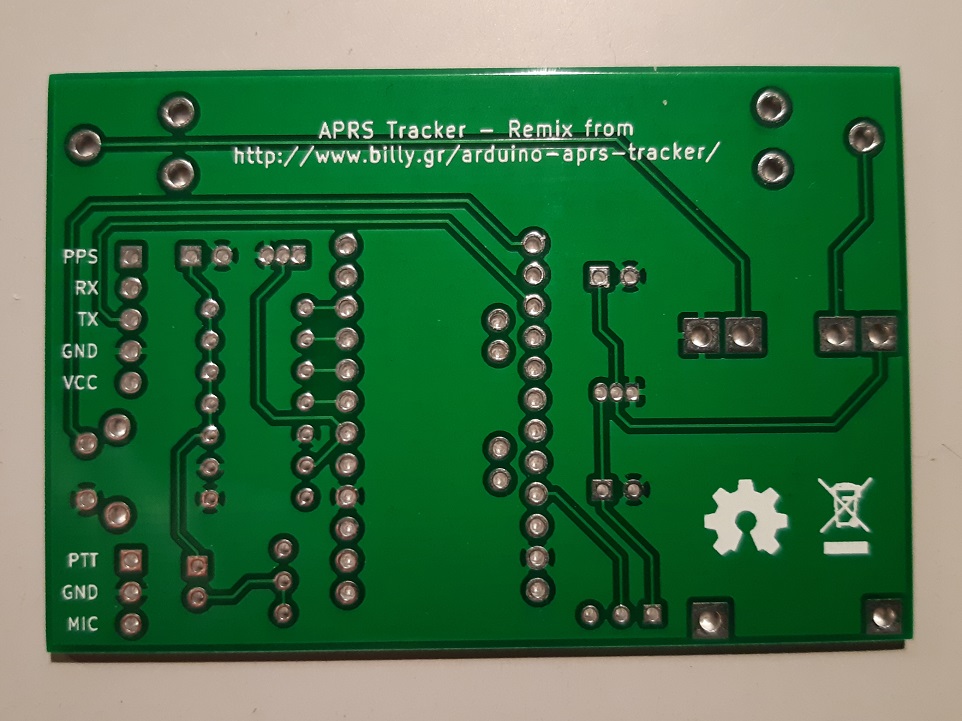 APRS Tracker - Remix from
http://www.billy.gr/arduino-aprs-tracker/
PPS
RX
TX
GND
VCC
PTT
GND
MIC